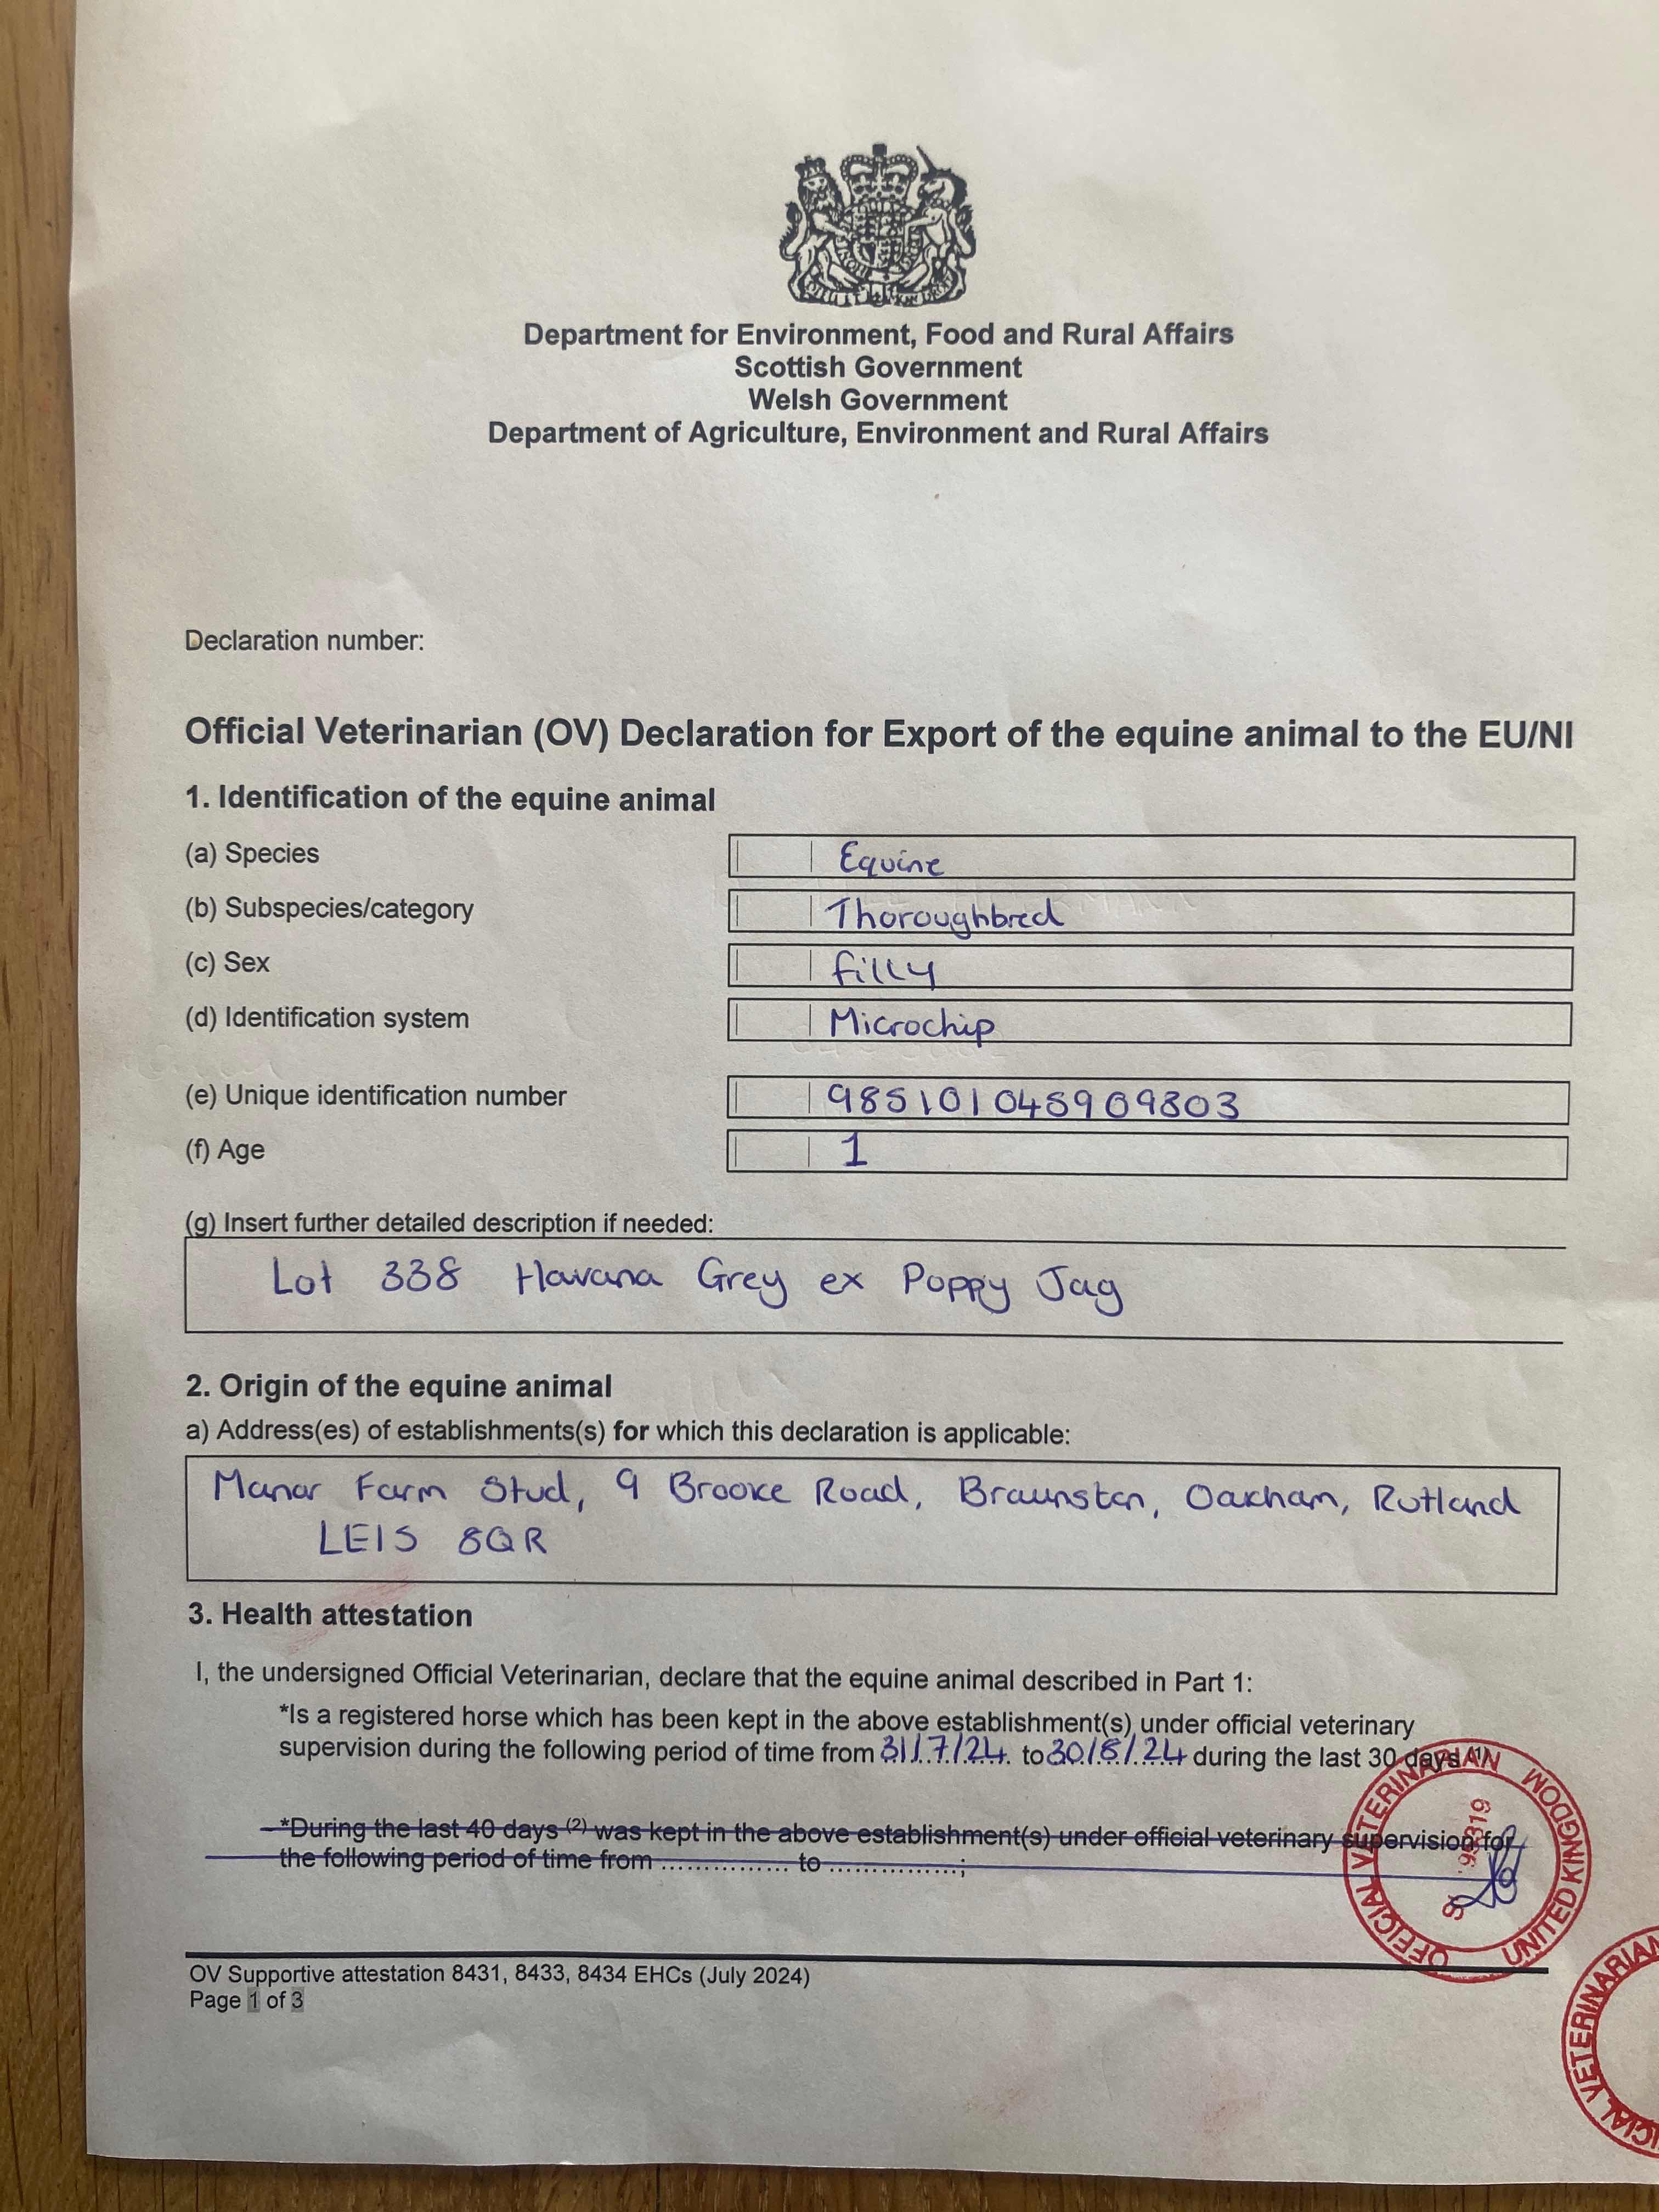 Department for Environment, Food and Rural Affairs
Scottish Government
Welsh Government
Department of Agriculture, Environment and Rural Affairs
Declaration number:
Official Veterinarian (OV) Declaration for Export of the equine animal to the EU/NI
1. Identification of the equine animal
(a) Species Equine
(b) Subspecies/category Thoroughbred
(c) Sex filly
(d) Identification system Microchip
(e) Unique identification number 985101045909803
(f) Age 1
(g) Insert further detailed description if needed:
Lot 338 Havana Grey ex Poppy Jag
2. Origin of the equine animal
a) Address(es) of establishments(s) for which this declaration is applicable:
Manor Farm Stud, 9 Brooke Road, Braunston, Oakham, Rutland
LE15 8QR
3. Health attestation
I, the undersigned Official Veterinarian, declare that the equine animal described in Part 1:
*Is a registered horse which has been kept in the above establishment(s) under official veterinary
supervision during the following period of time from 31/7/24 to 30/8/24 during the last 30 days (1)
*During the last 40 days (2) was kept in the above establishment(s) under official veterinary supervision for
the following period of time from ............... to ...............;
OFFICIAL VETERINARIAN UNITED KINGDOM
OV Supportive attestation 8431, 8433, 8434 EHCs (July 2024)
Page 1 of 3
VETERINARIAN